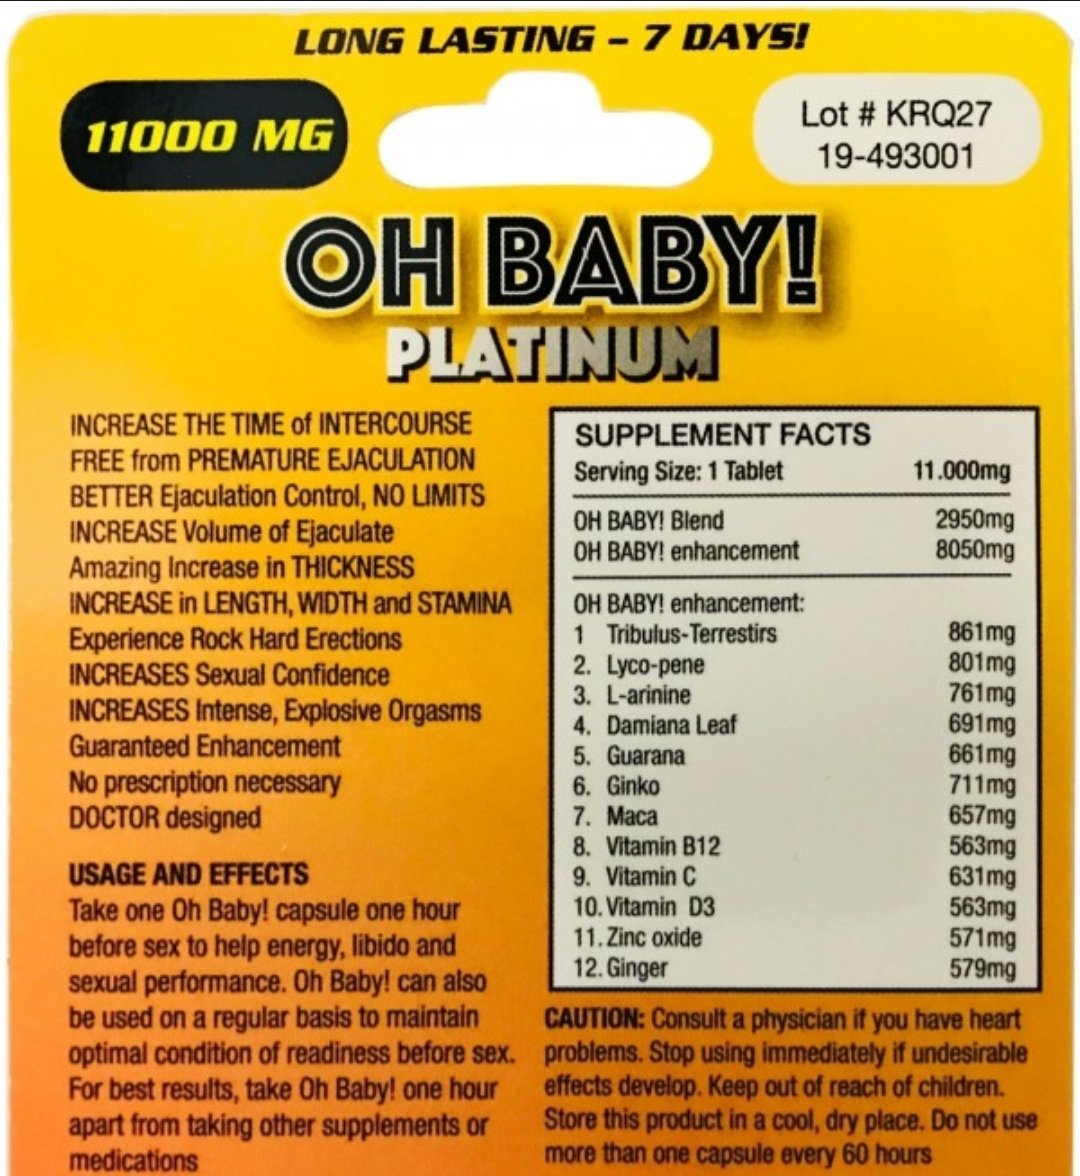 LONG LASTING – 7 DAYS!
11000 MG
Lot # KRQ27
19-493001
OH BABY!
PLATINUM
INCREASE THE TIME of INTERCOURSE
FREE from PREMATURE EJACULATION
BETTER Ejaculation Control, NO LIMITS
INCREASE Volume of Ejaculate
Amazing Increase in THICKNESS
INCREASE in LENGTH, WIDTH and STAMINA
Experience Rock Hard Erections
INCREASES Sexual Confidence
INCREASES Intense, Explosive Orgasms
Guaranteed Enhancement
No prescription necessary
DOCTOR designed
USAGE AND EFFECTS
Take one Oh Baby! capsule one hour
before sex to help energy, libido and
sexual performance. Oh Baby! can also
be used on a regular basis to maintain
optimal condition of readiness before sex.
For best results, take Oh Baby! one hour
apart from taking other supplements or
medications
SUPPLEMENT FACTS
Serving Size: 1 Tablet 11.000mg
OH BABY! Blend 2950mg
OH BABY! enhancement 8050mg
OH BABY! enhancement:
1 Tribulus-Terrestirs 861mg
2. Lyco-pene 801mg
3. L-arinine 761mg
4. Damiana Leaf 691mg
5. Guarana 661mg
6. Ginko 711mg
7. Maca 657mg
8. Vitamin B12 563mg
9. Vitamin C 631mg
10. Vitamin D3 563mg
11. Zinc oxide 571mg
12. Ginger 579mg
CAUTION: Consult a physician if you have heart
problems. Stop using immediately if undesirable
effects develop. Keep out of reach of children.
Store this product in a cool, dry place. Do not use
more than one capsule every 60 hours